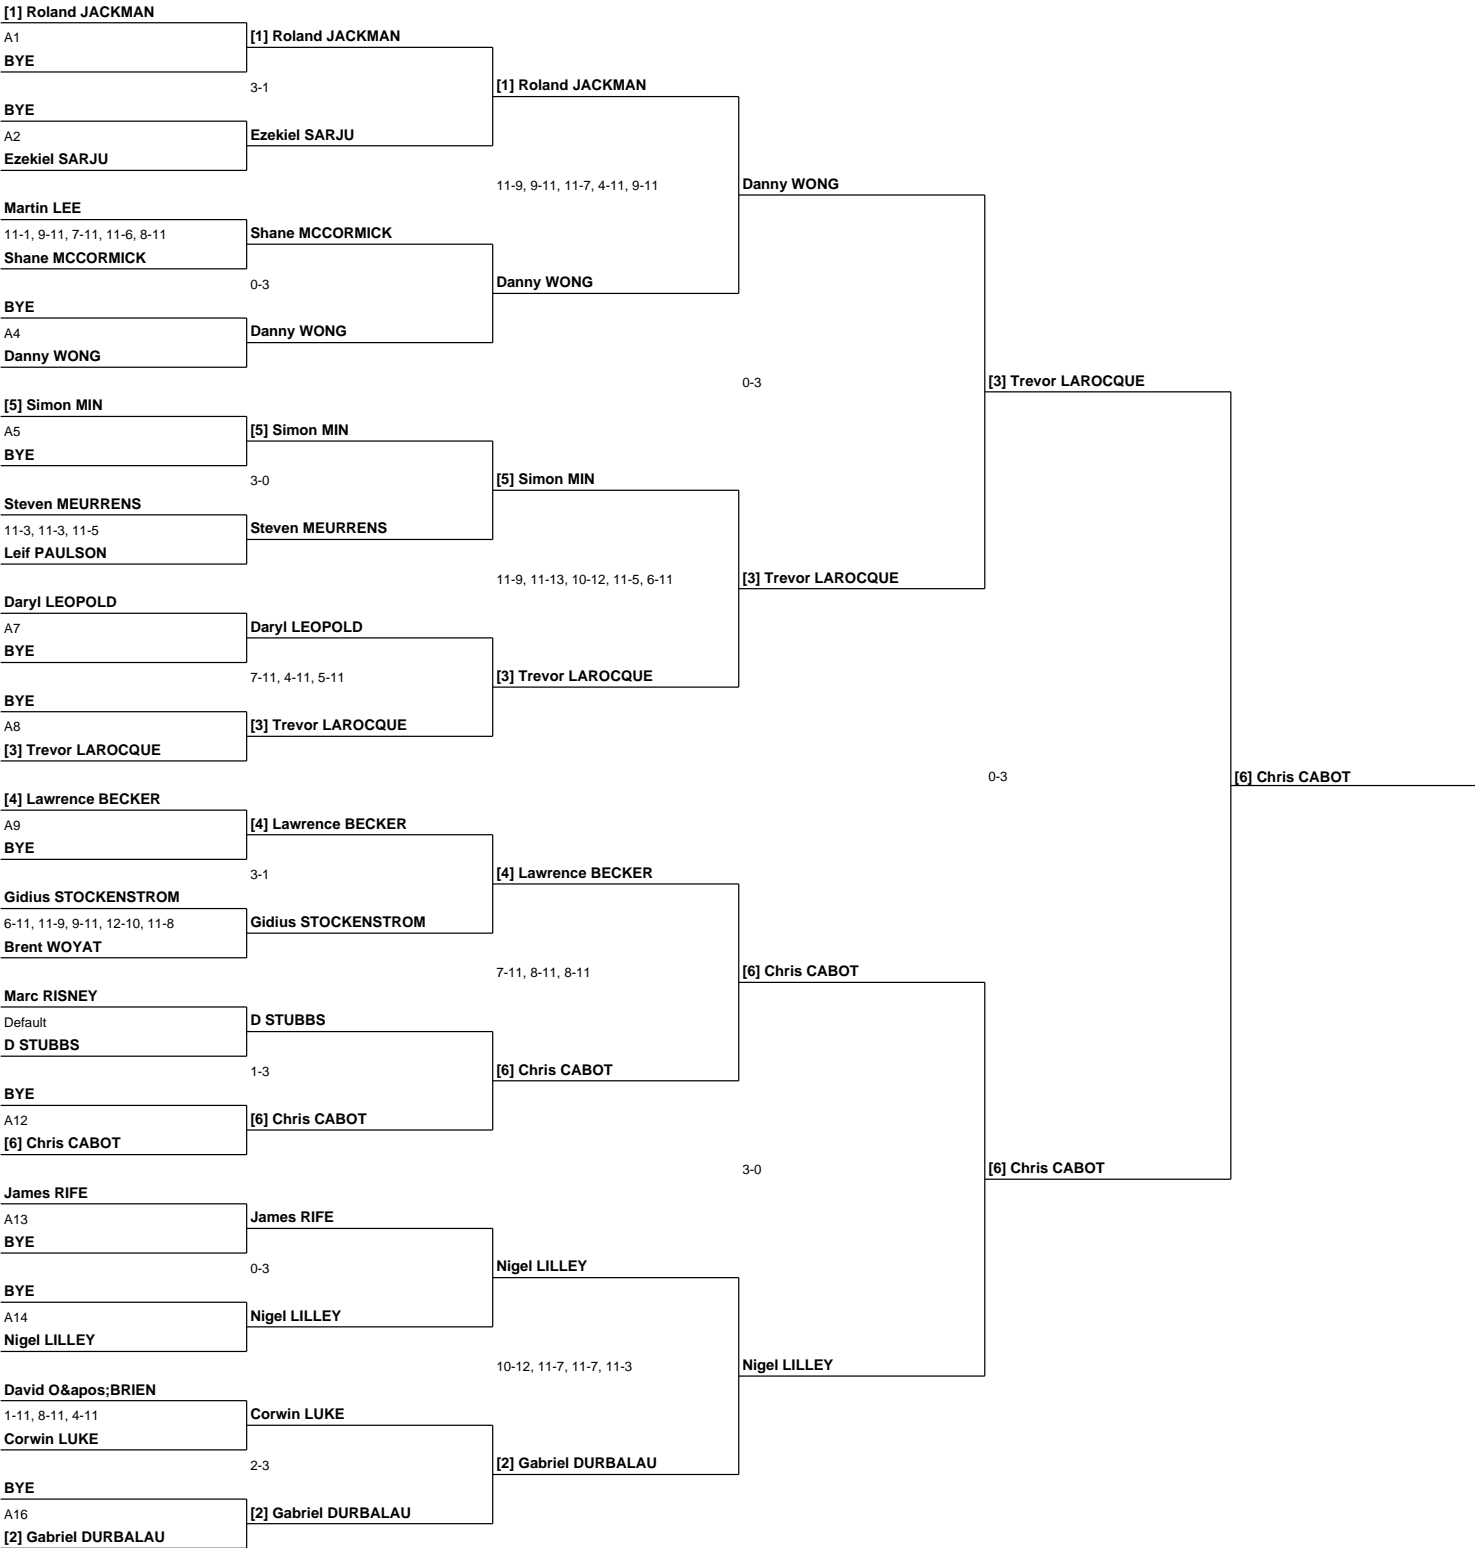 [1] Roland JACKMAN
A1
BYE
BYE
A2
Ezekiel SARJU
Martin LEE
11-1, 9-11, 7-11, 11-6, 8-11
Shane MCCORMICK
BYE
A4
Danny WONG
[5] Simon MIN
A5
BYE
Steven MEURRENS
11-3, 11-3, 11-5
Leif PAULSON
Daryl LEOPOLD
A7
BYE
BYE
A8
[3] Trevor LAROCQUE
[4] Lawrence BECKER
A9
BYE
Gidius STOCKENSTROM
6-11, 11-9, 9-11, 12-10, 11-8
Brent WOYAT
Marc RISNEY
Default
D STUBBS
BYE
A12
[6] Chris CABOT
James RIFE
A13
BYE
BYE
A14
Nigel LILLEY
David O&apos;BRIEN
1-11, 8-11, 4-11
Corwin LUKE
BYE
A16
[2] Gabriel DURBALAU
[1] Roland JACKMAN
3-1
Ezekiel SARJU
Shane MCCORMICK
0-3
Danny WONG
[5] Simon MIN
3-0
Steven MEURRENS
Daryl LEOPOLD
7-11, 4-11, 5-11
[3] Trevor LAROCQUE
[4] Lawrence BECKER
3-1
Gidius STOCKENSTROM
D STUBBS
1-3
[6] Chris CABOT
James RIFE
0-3
Nigel LILLEY
Corwin LUKE
2-3
[2] Gabriel DURBALAU
[1] Roland JACKMAN
11-9, 9-11, 11-7, 4-11, 9-11
Danny WONG
[5] Simon MIN
11-9, 11-13, 10-12, 11-5, 6-11
[3] Trevor LAROCQUE
[4] Lawrence BECKER
7-11, 8-11, 8-11
[6] Chris CABOT
Nigel LILLEY
10-12, 11-7, 11-7, 11-3
[2] Gabriel DURBALAU
Danny WONG
0-3
[3] Trevor LAROCQUE
[6] Chris CABOT
3-0
Nigel LILLEY
[3] Trevor LAROCQUE
0-3
[6] Chris CABOT
[6] Chris CABOT